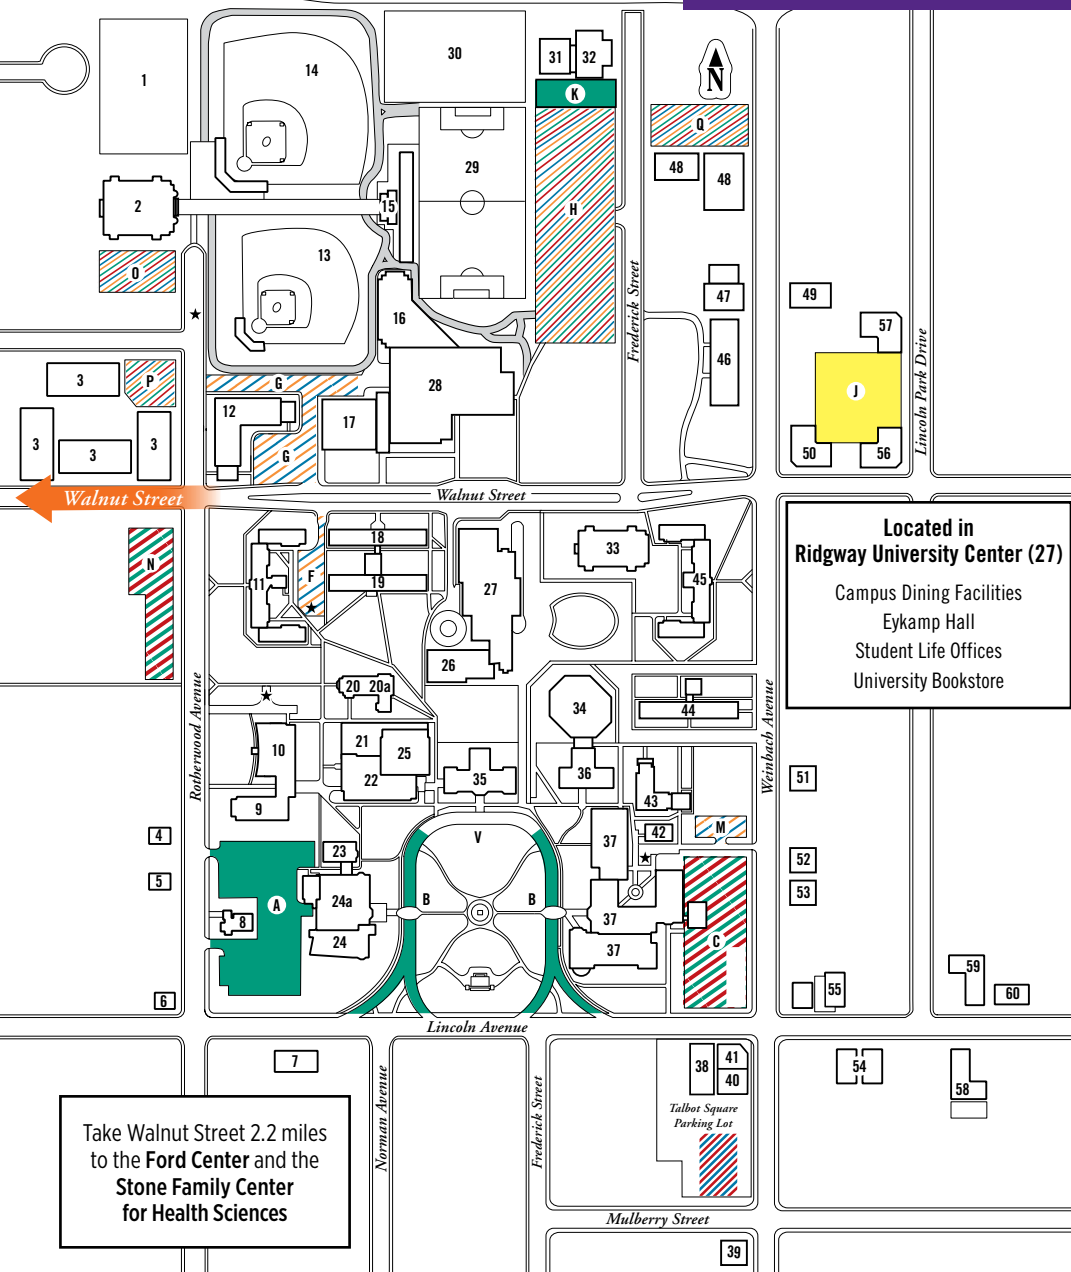 1
14
30
31
32
K
N
Q
48
48
29
2
15
H
O
13
16
Frederick Street
47
49
57
46
J
Lincoln Park Drive
3
P
G
28
12
17
3
3
3
G
50
56
Walnut Street
Walnut Street
Located in
Ridgway University Center (27)
Campus Dining Facilities
Eykamp Hall
Student Life Offices
University Bookstore
N
18
33
11
F
19
27
45
26
20
20a
34
44
Rotherwood Avenue
Weinbach Avenue
10
21
25
22
35
36
51
9
43
4
V
37
42
M
23
52
5
24a
A
B
B
53
8
37
24
37
C
6
55
59
60
Lincoln Avenue
7
38
41
40
54
58
Talbot Square
Parking Lot
Norman Avenue
Frederick Street
Take Walnut Street 2.2 miles
to the Ford Center and the
Stone Family Center
for Health Sciences
Mulberry Street
39